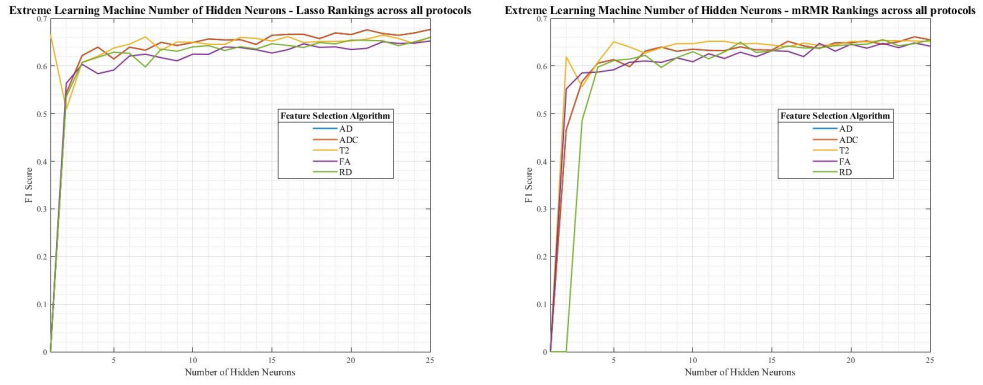 Extreme Learning Machine Number of Hidden Neurons - Lasso Rankings across all protocols
0.7
0.6
0.5
0.4
0.3
0.2
0.1
0
F1 Score
Feature Selection Algorithm
AD
ADC
T2
FA
RD
5
10
15
20
25
Number of Hidden Neurons
Extreme Learning Machine Number of Hidden Neurons - mRMR Rankings across all protocols
0.7
0.6
0.5
0.4
0.3
0.2
0.1
0
F1 Score
Feature Selection Algorithm
AD
ADC
T2
FA
RD
5
10
15
20
25
Number of Hidden Neurons